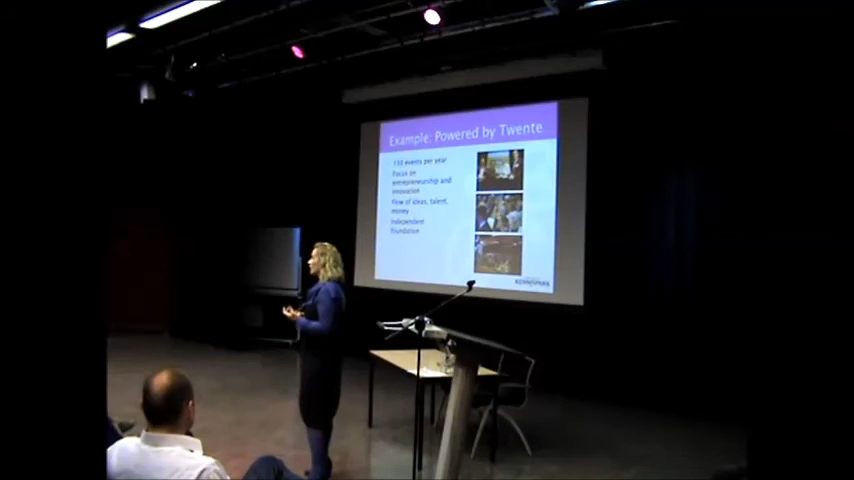 Example: Powered by Twente
150 events per year
Focus on
entrepreneurship and
innovation
Flow of ideas, talent,
money
Independent
foundation
KENNISPARK